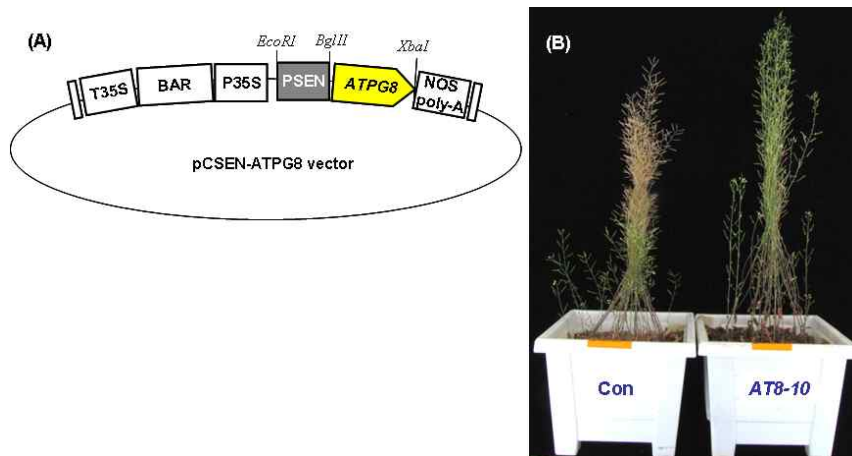 (A)
EcoRI BglII XbaI
T35S BAR P35S PSEN ATPG8 NOS
poly-A
pCSEN-ATPG8 vector
(B)
Con AT8-10